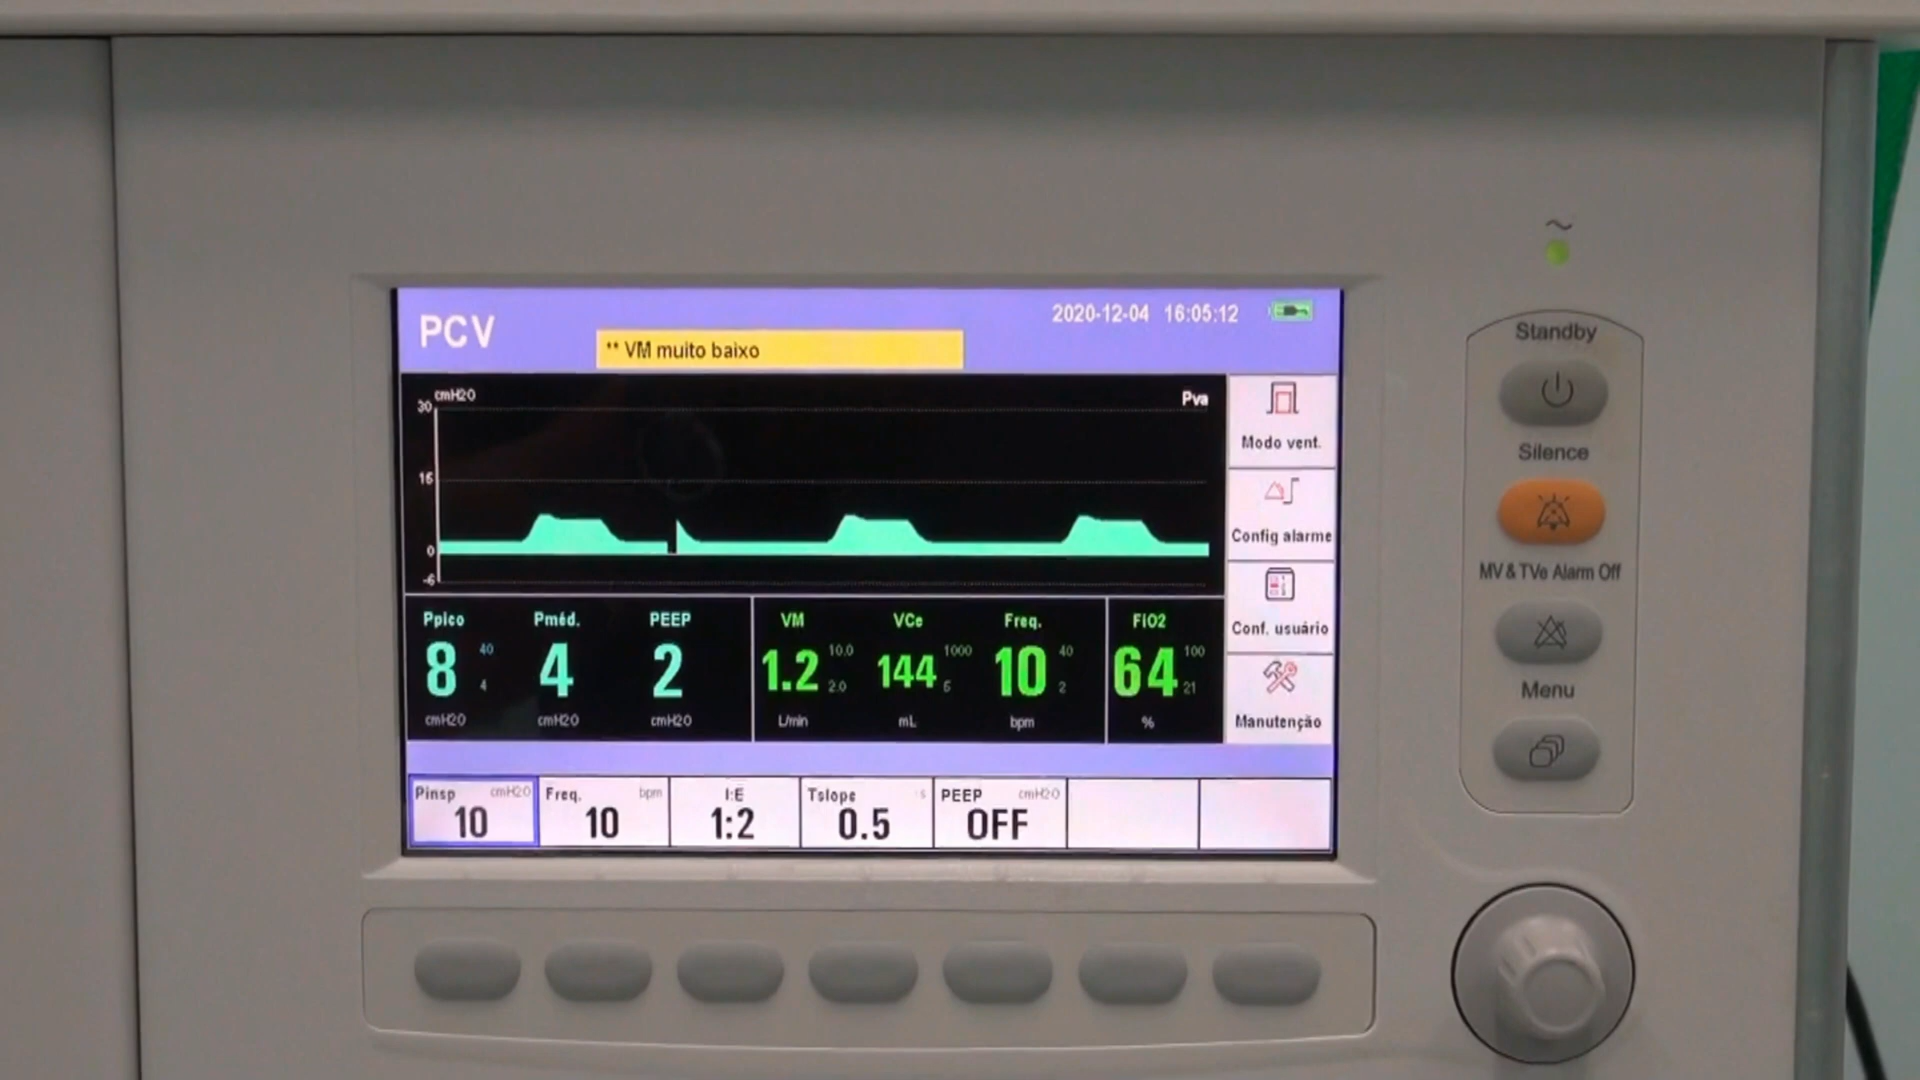 PCV
2020-12-04 16:05:12
** VM muito baixo
cmH2O
30
Pva
16
0
-6
Modo vent.
Config alarme
Conf. usuário
Manutenção
Ppico Pméd. PEEP VM VCe Freq. FiO2
8 40 4 4 2 1.2 10.0 2.0 144 1000 5 10 40 2 64 100 21
cmH2O cmH2O cmH2O L/min mL bpm %
Pinsp cmH2O Freq. bpm I:E Tslope s PEEP cmH2O
10 10 1:2 0.5 OFF
Standby
Silence
MV & TVe Alarm Off
Menu